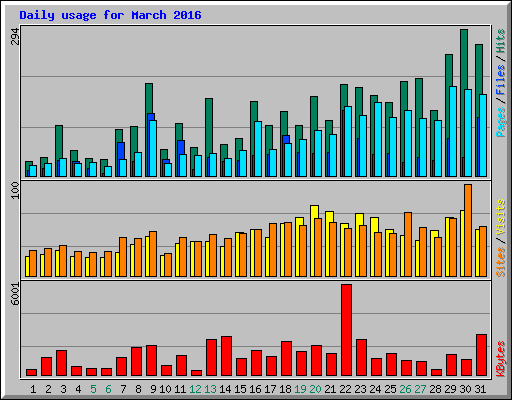 Daily usage for March 2016
294
Pages / Files / Hits
100
Sites / Visits
6001
KBytes
1 2 3 4 5 6 7 8 9 10 11 12 13 14 15 16 17 18 19 20 21 22 23 24 25 26 27 28 29 30 31